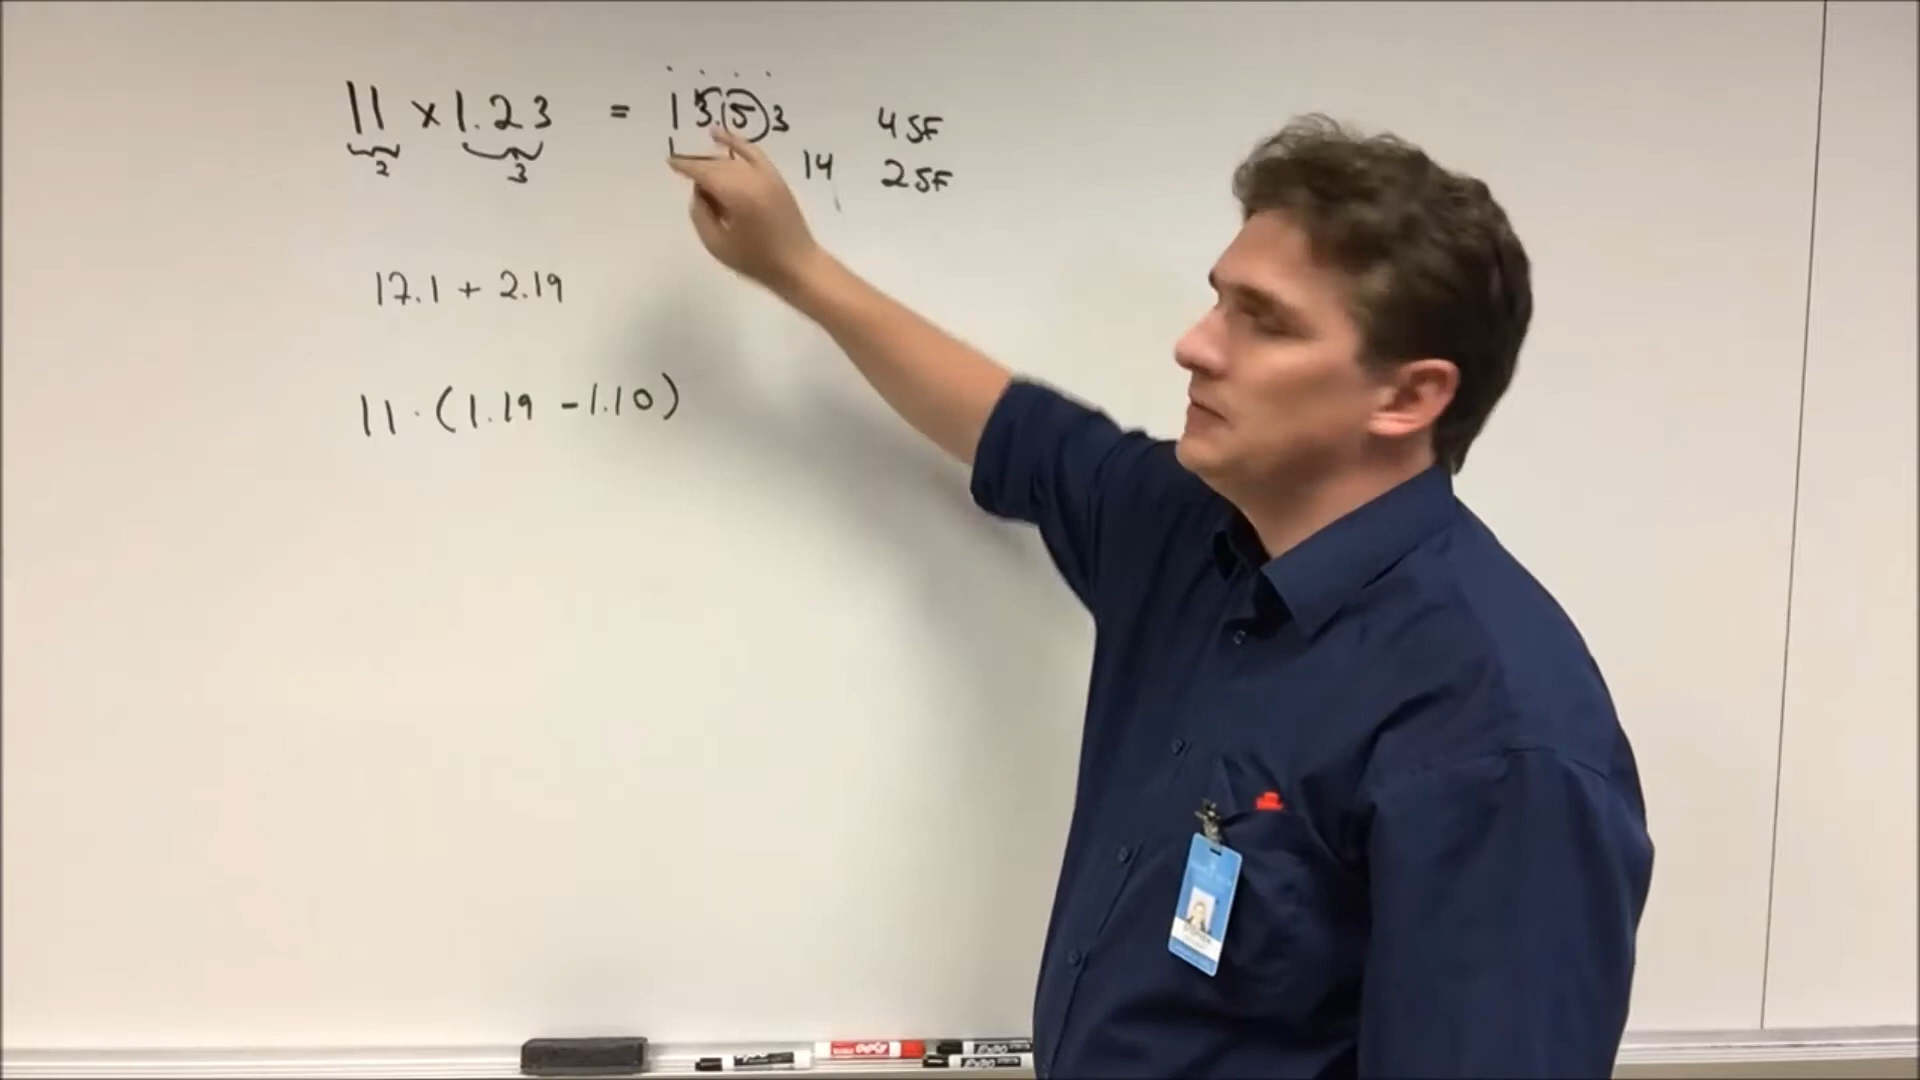 11 x 1.23 = 13.53 4 SF
2 3 14 2 SF
17.1 + 2.19
11 · (1.19 - 1.10)
EXPO